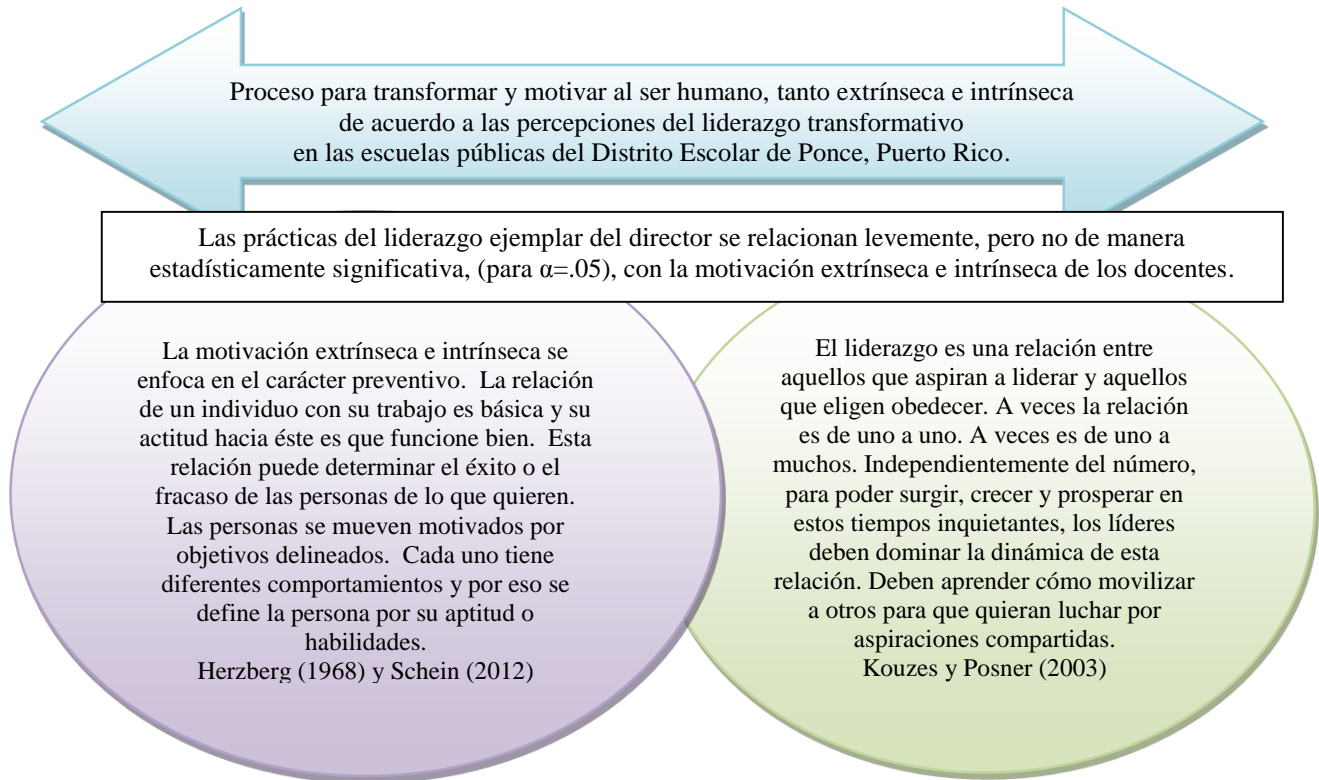 Proceso para transformar y motivar al ser humano, tanto extrínseca e intrínseca
de acuerdo a las percepciones del liderazgo transformativo
en las escuelas públicas del Distrito Escolar de Ponce, Puerto Rico.
Las prácticas del liderazgo ejemplar del director se relacionan levemente, pero no de manera
estadísticamente significativa, (para α=.05), con la motivación extrínseca e intrínseca de los docentes.
La motivación extrínseca e intrínseca se
enfoca en el carácter preventivo. La relación
de un individuo con su trabajo es básica y su
actitud hacia éste es que funcione bien. Esta
relación puede determinar el éxito o el
fracaso de las personas de lo que quieren.
Las personas se mueven motivados por
objetivos delineados. Cada uno tiene
diferentes comportamientos y por eso se
define la persona por su aptitud o
habilidades.
Herzberg (1968) y Schein (2012)
El liderazgo es una relación entre
aquellos que aspiran a liderar y aquellos
que eligen obedecer. A veces la relación
es de uno a uno. A veces es de uno a
muchos. Independientemente del número,
para poder surgir, crecer y prosperar en
estos tiempos inquietantes, los líderes
deben dominar la dinámica de esta
relación. Deben aprender cómo movilizar
a otros para que quieran luchar por
aspiraciones compartidas.
Kouzes y Posner (2003)